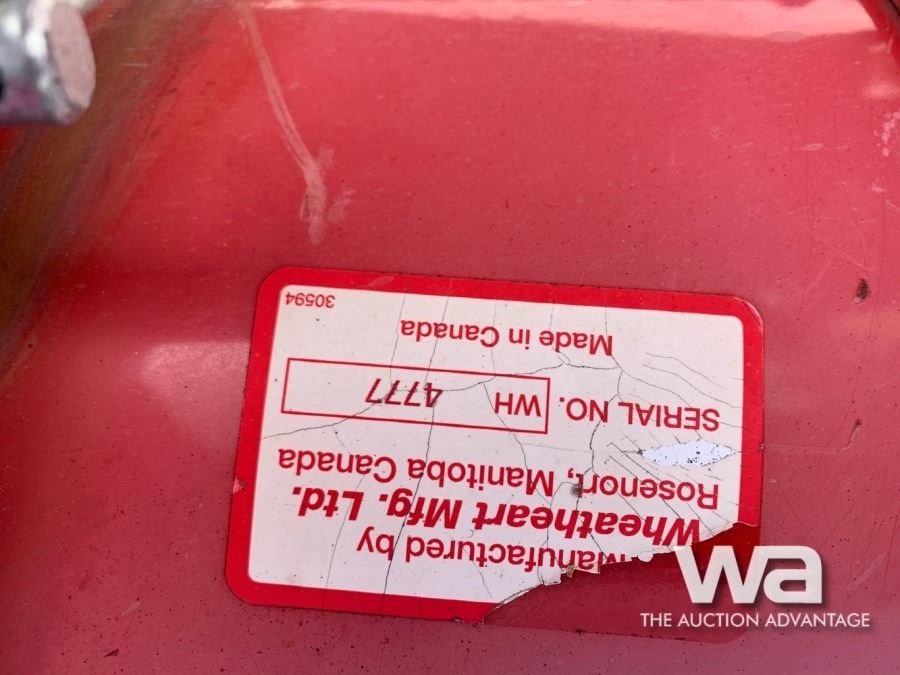 Manufactured by
Wheatheart Mfg. Ltd.
Rosenort, Manitoba Canada
SERIAL NO. WH 4777
Made in Canada
30594
wa
THE AUCTION ADVANTAGE